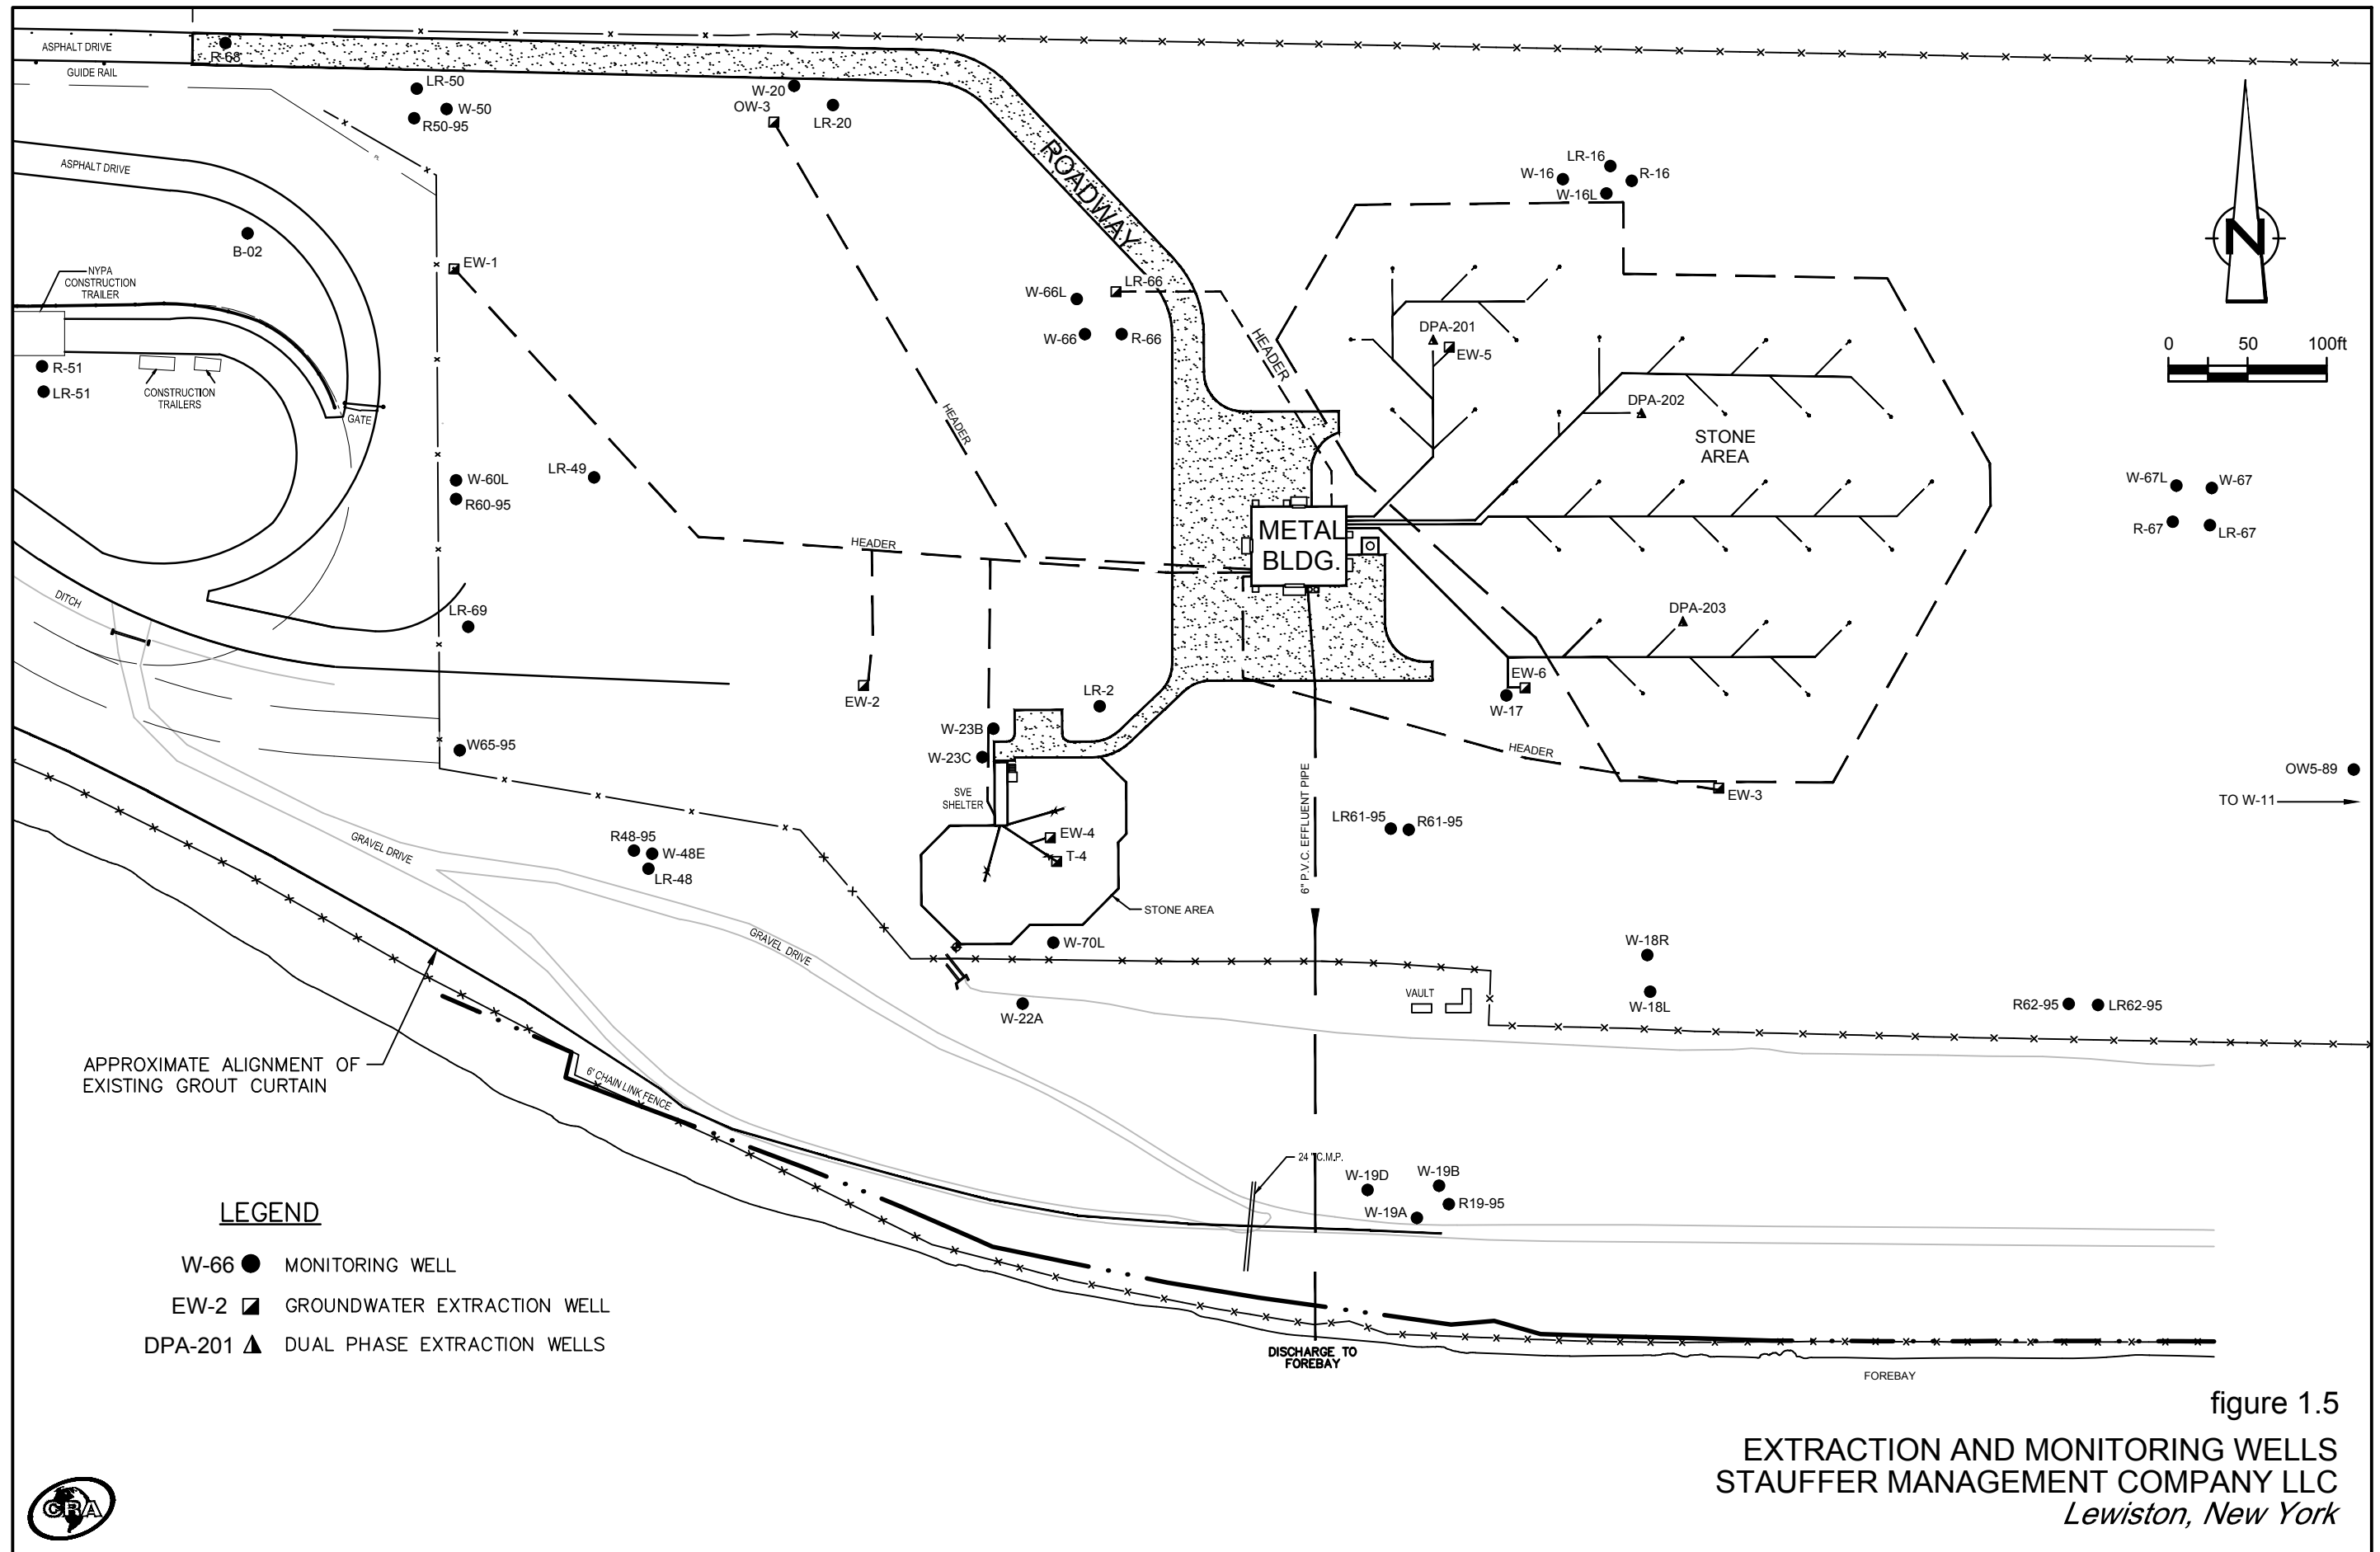 ASPHALT DRIVE
R-68
GUIDE RAIL
LR-50
W-50
R50-95
W-20
OW-3
LR-20
ROADWAY
ASPHALT DRIVE
LR-16
W-16
R-16
W-16L
N
B-02
EW-1
NYPA
CONSTRUCTION
TRAILER
LR-66
W-66L
W-66
R-66
HEADER
DPA-201
EW-5
0 50 100ft
R-51
LR-51
CONSTRUCTION
TRAILERS
GATE
HEADER
DPA-202
STONE
AREA
LR-49
W-60L
R60-95
W-67L
W-67
R-67
LR-67
METAL
BLDG.
HEADER
DITCH
LR-69
DPA-203
EW-2
LR-2
EW-6
W-17
W-23B
W-23C
W65-95
HEADER
EW-3
OW5-89
TO W-11
SVE
SHELTER
6" P.V.C. EFFLUENT PIPE
LR61-95
R61-95
EW-4
T-4
R48-95
W-48E
LR-48
GRAVEL DRIVE
STONE AREA
GRAVEL DRIVE
W-70L
W-18R
W-18L
VAULT
W-22A
R62-95
LR62-95
APPROXIMATE ALIGNMENT OF
EXISTING GROUT CURTAIN
6' CHAIN LINK FENCE
24 "C.M.P.
W-19D
W-19B
R19-95
W-19A
LEGEND
W-66 MONITORING WELL
EW-2 GROUNDWATER EXTRACTION WELL
DPA-201 DUAL PHASE EXTRACTION WELLS
DISCHARGE TO
FOREBAY
FOREBAY
figure 1.5
EXTRACTION AND MONITORING WELLS
STAUFFER MANAGEMENT COMPANY LLC
Lewiston, New York
CRA